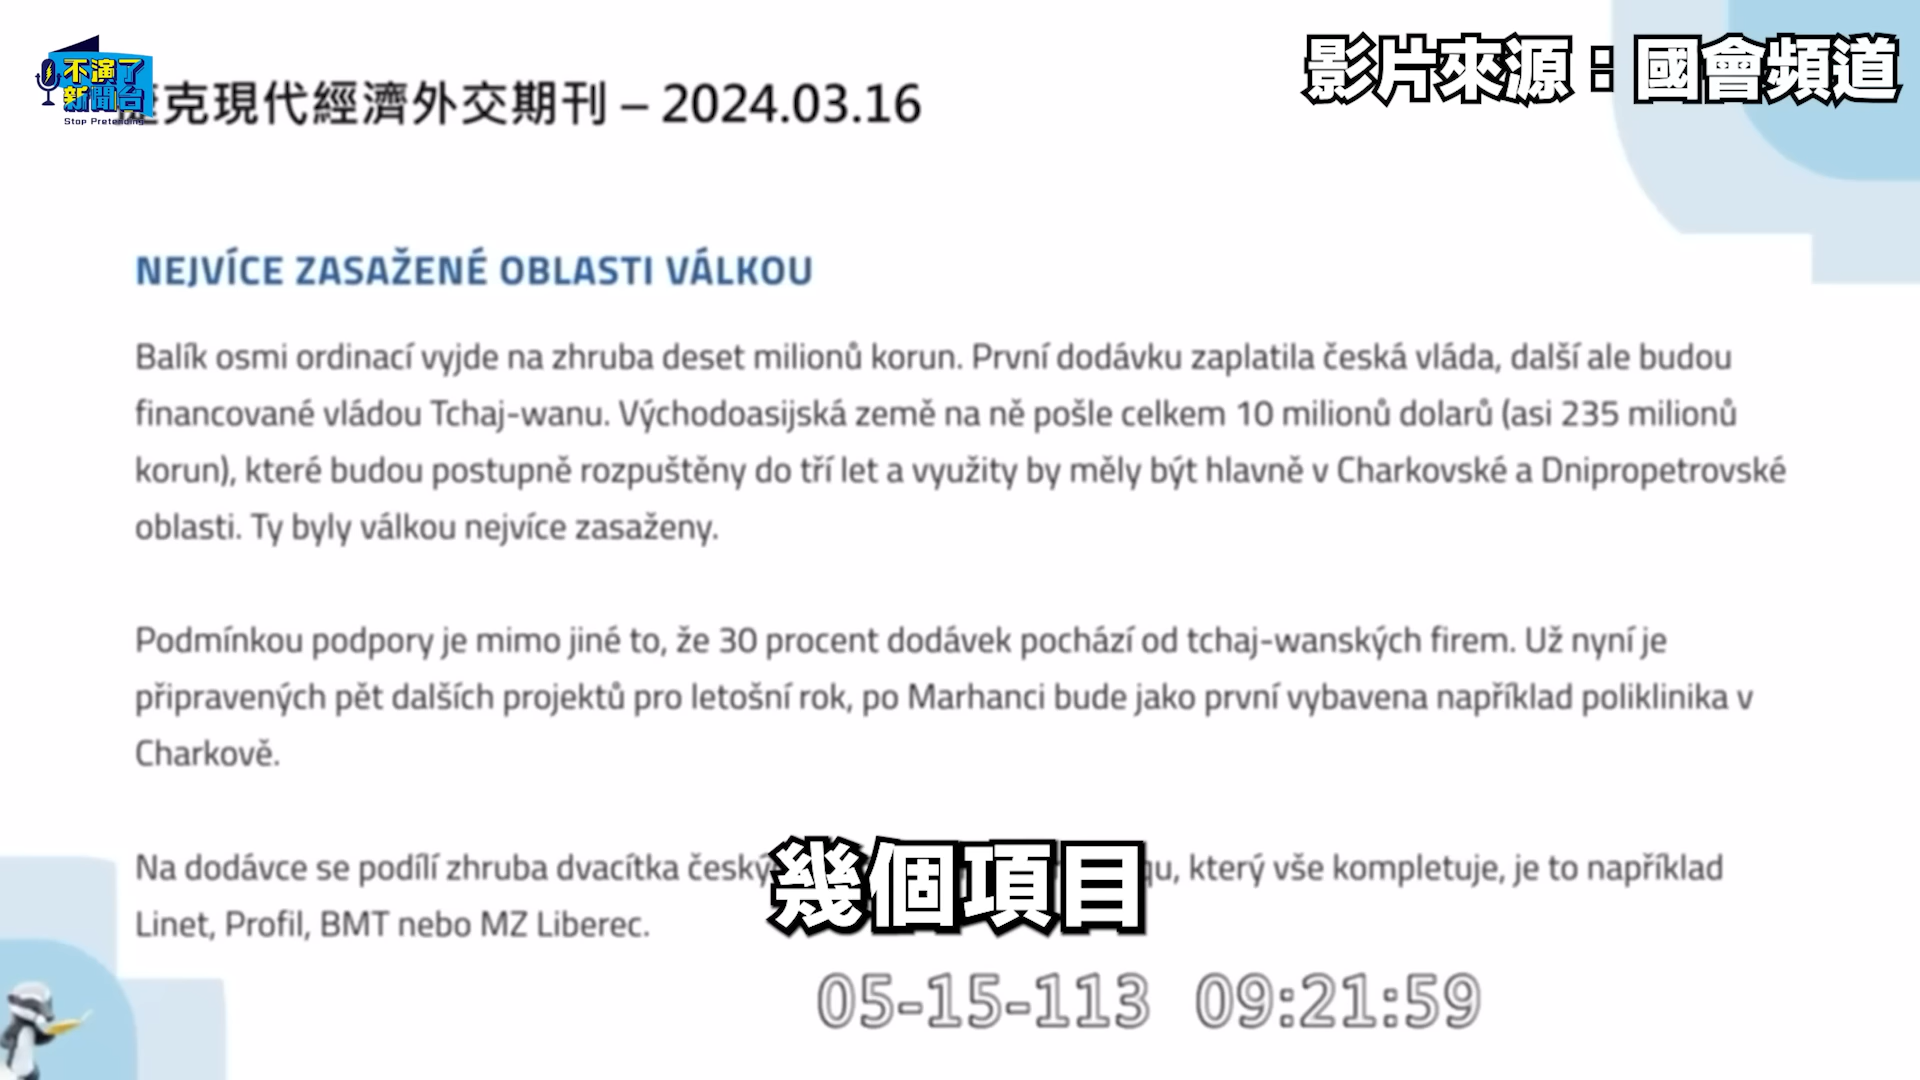 不演了
新聞台
Stop Pretending
影片來源：國會頻道
捷克現代經濟外交期刊 – 2024.03.16
NEJVÍCE ZASAŽENÉ OBLASTI VÁLKOU
Balík osmi ordinací vyjde na zhruba deset milionů korun. První dodávku zaplatila česká vláda, další ale budou
financované vládou Tchaj-wanu. Východoasijská země na ně pošle celkem 10 milionů dolarů (asi 235 milionů
korun), které budou postupně rozpuštěny do tří let a využity by měly být hlavně v Charkovské a Dnipropetrovské
oblasti. Ty byly válkou nejvíce zasaženy.
Podmínkou podpory je mimo jiné to, že 30 procent dodávek pochází od tchaj-wanských firem. Už nyní je
připravených pět dalších projektů pro letošní rok, po Marhanci bude jako první vybavena například poliklinika v
Charkově.
Na dodávce se podílí zhruba dvacítka český který vše kompletuje, je to například
Linet, Profil, BMT nebo MZ Liberec.
幾個項目
05-15-113 09:21:59